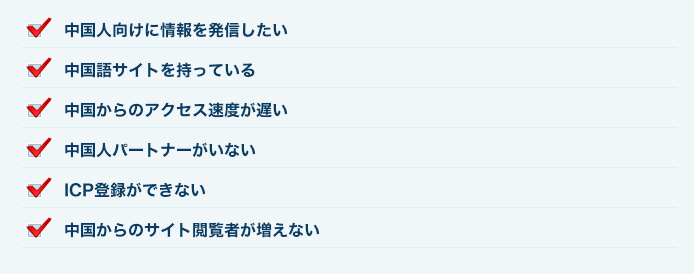 中国人向けに情報を発信したい
中国語サイトを持っている
中国からのアクセス速度が遅い
中国人パートナーがいない
ICP登録ができない
中国からのサイト閲覧者が増えない